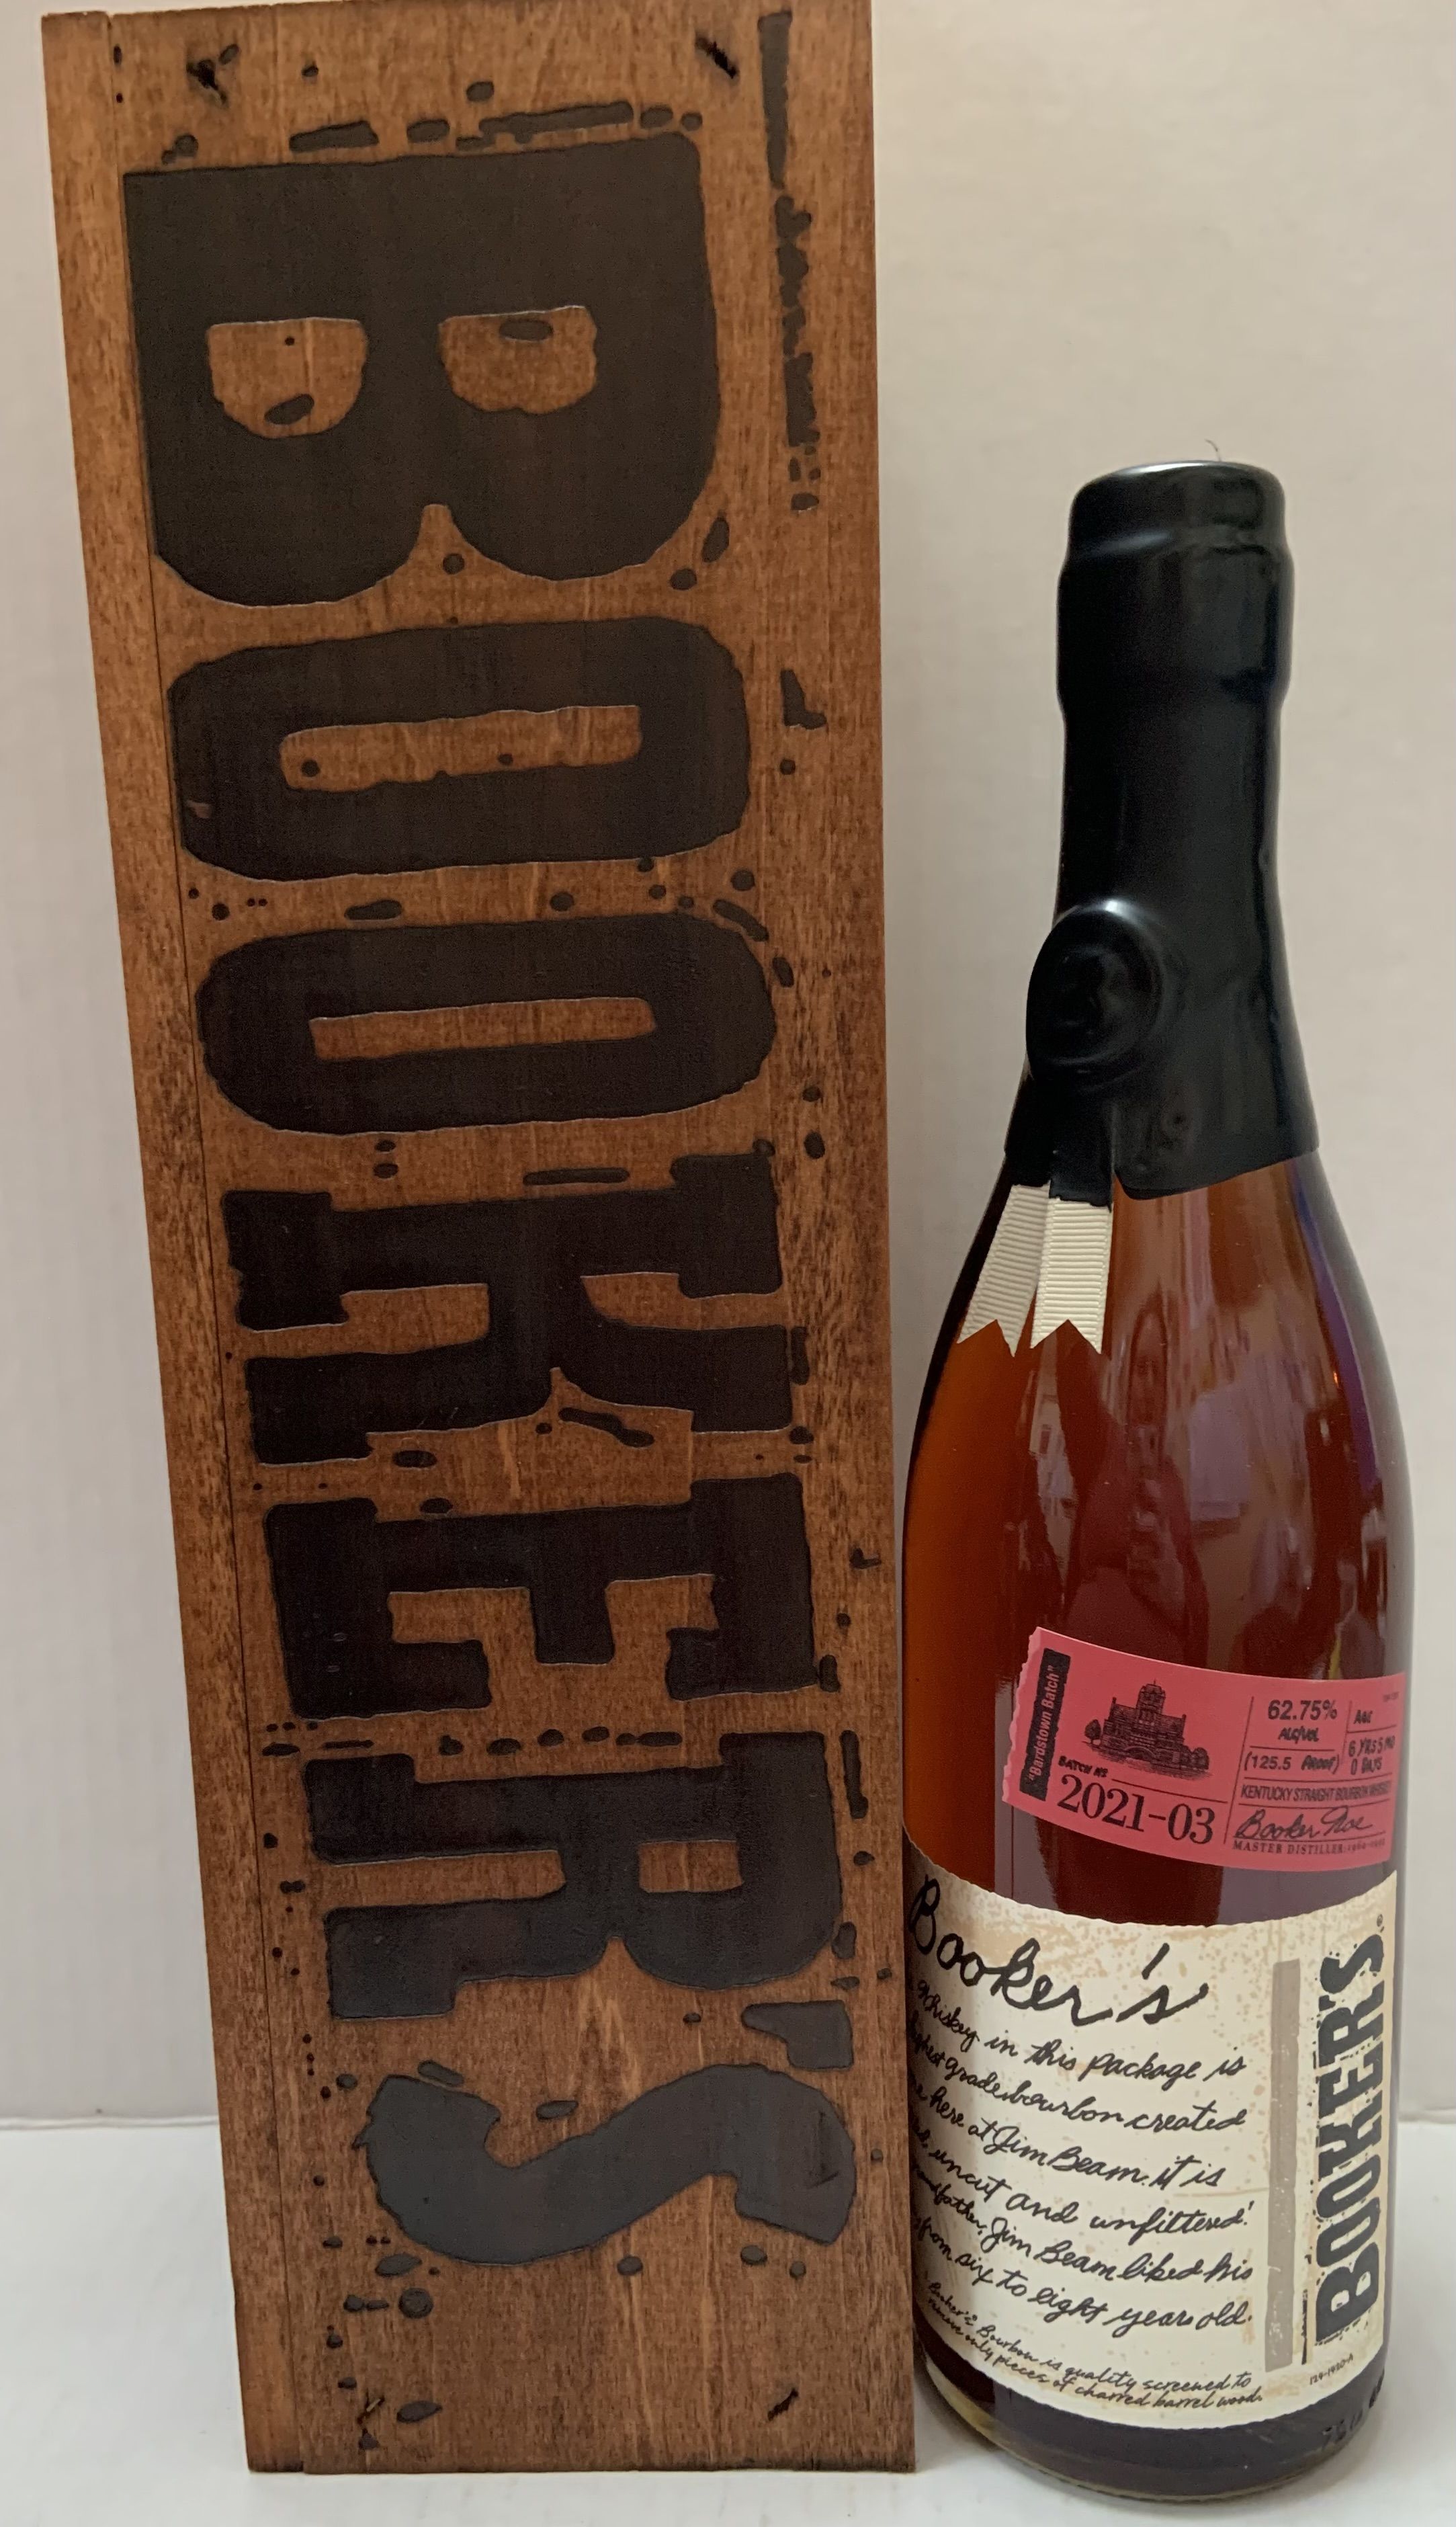 BOOKER'S
"Bardstown Batch"
BATCH Nº
2021-03
62.75%
ALC/VOL
(125.5 PROOF)
AGE
6 YRS 5 MO
0 DAYS
KENTUCKY STRAIGHT BOURBON WHISKEY
Booker Noe
MASTER DISTILLER
Booker's
Whiskey in this package is
highest grade bourbon created
here at Jim Beam. it is
uncut and unfiltered!
grandfather, Jim Beam liked his
from six to eight years old.
Booker's Bourbon is quality screened to
remove only pieces of charred barrel wood.
BOOKER'S®